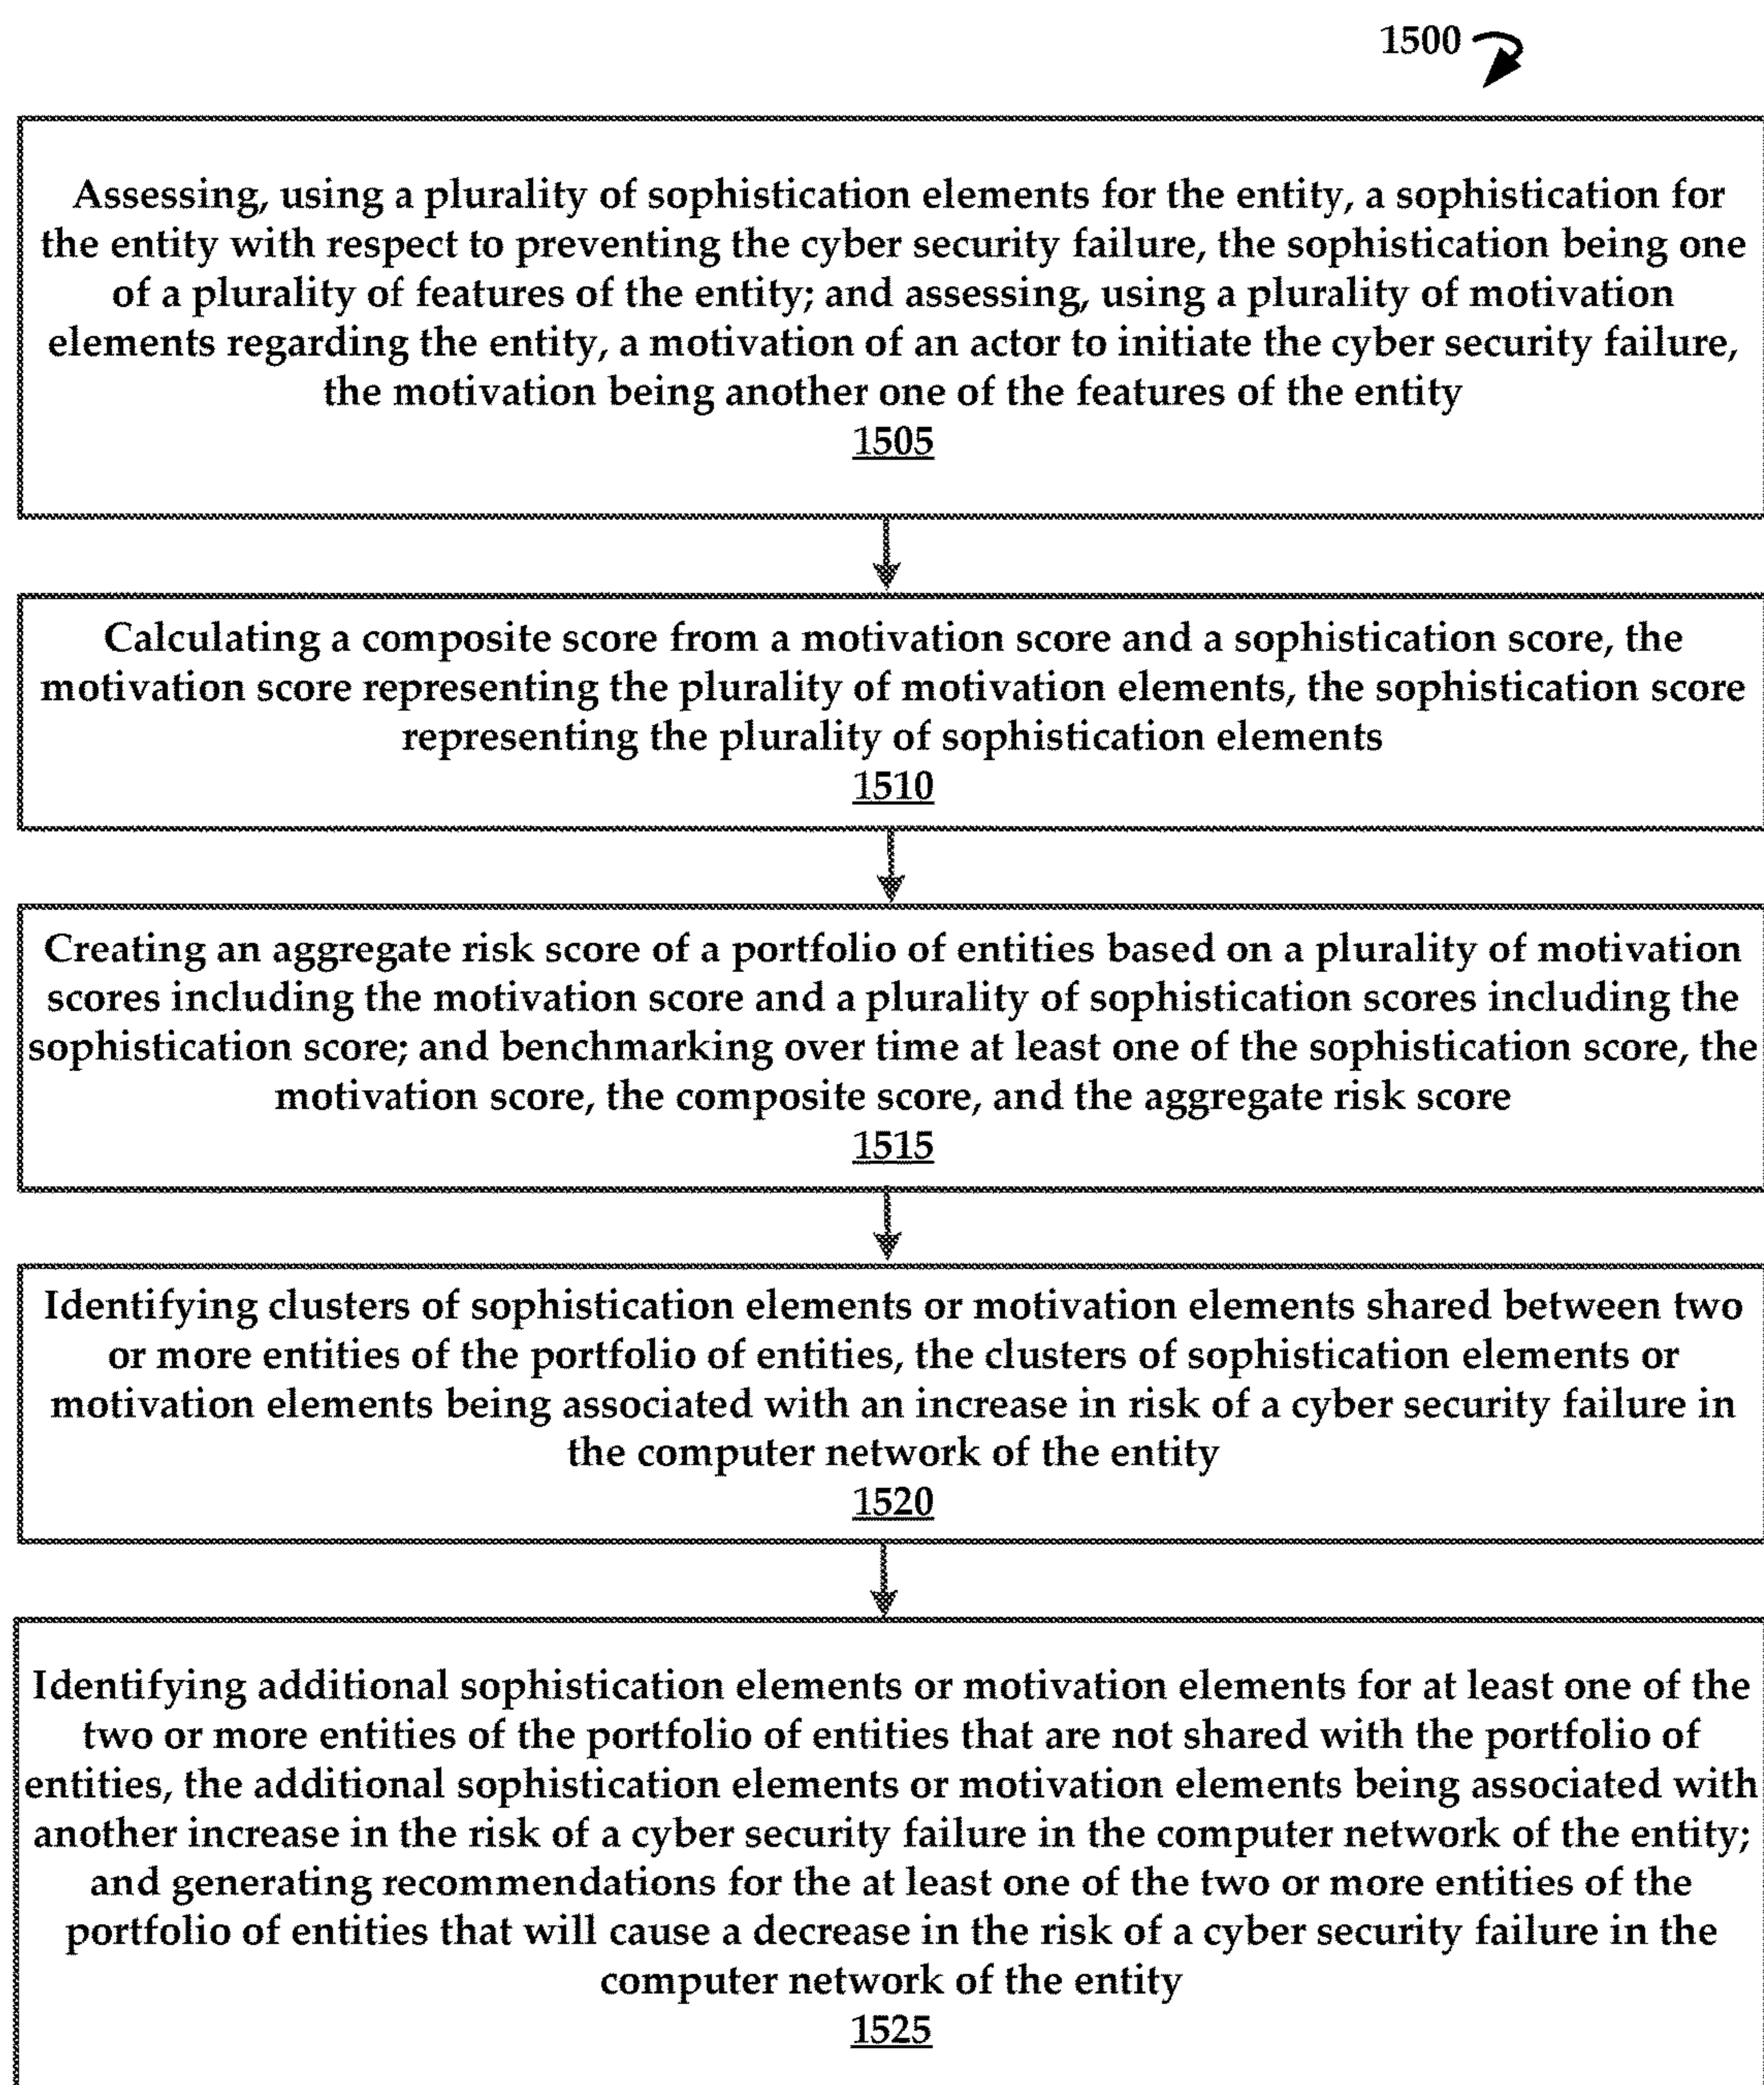 1500
Assessing, using a plurality of sophistication elements for the entity, a sophistication for
the entity with respect to preventing the cyber security failure, the sophistication being one
of a plurality of features of the entity; and assessing, using a plurality of motivation
elements regarding the entity, a motivation of an actor to initiate the cyber security failure,
the motivation being another one of the features of the entity
1505
Calculating a composite score from a motivation score and a sophistication score, the
motivation score representing the plurality of motivation elements, the sophistication score
representing the plurality of sophistication elements
1510
Creating an aggregate risk score of a portfolio of entities based on a plurality of motivation
scores including the motivation score and a plurality of sophistication scores including the
sophistication score; and benchmarking over time at least one of the sophistication score, the
motivation score, the composite score, and the aggregate risk score
1515
Identifying clusters of sophistication elements or motivation elements shared between two
or more entities of the portfolio of entities, the clusters of sophistication elements or
motivation elements being associated with an increase in risk of a cyber security failure in
the computer network of the entity
1520
Identifying additional sophistication elements or motivation elements for at least one of the
two or more entities of the portfolio of entities that are not shared with the portfolio of
entities, the additional sophistication elements or motivation elements being associated with
another increase in the risk of a cyber security failure in the computer network of the entity;
and generating recommendations for the at least one of the two or more entities of the
portfolio of entities that will cause a decrease in the risk of a cyber security failure in the
computer network of the entity
1525